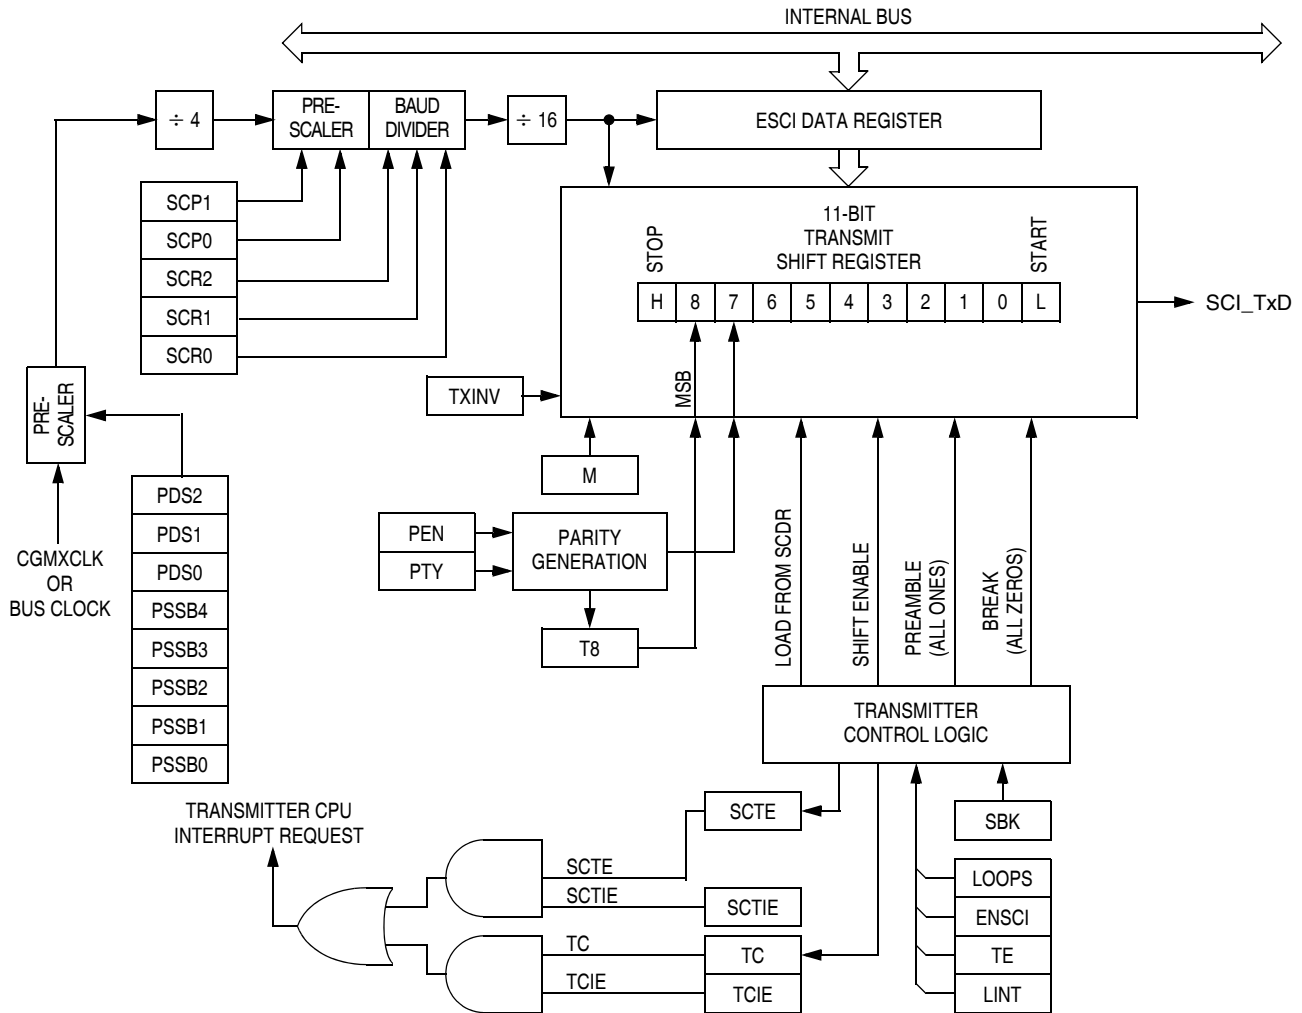 INTERNAL BUS
÷ 4
PRE-
SCALER
BAUD
DIVIDER
÷ 16
ESCI DATA REGISTER
SCP1
SCP0
SCR2
SCR1
SCR0
11-BIT
TRANSMIT
SHIFT REGISTER
STOP
START
H 8 7 6 5 4 3 2 1 0 L
SCI_TxD
PRE-
SCALER
TXINV
MSB
M
CGMXCLK
OR
BUS CLOCK
PDS2
PDS1
PDS0
PSSB4
PSSB3
PSSB2
PSSB1
PSSB0
PEN
PTY
PARITY
GENERATION
T8
LOAD FROM SCDR
SHIFT ENABLE
PREAMBLE
(ALL ONES)
BREAK
(ALL ZEROS)
TRANSMITTER
CONTROL LOGIC
TRANSMITTER CPU
INTERRUPT REQUEST
SCTE
SBK
SCTE
SCTIE
SCTIE
TC
TC
TCIE
TCIE
LOOPS
ENSCI
TE
LINT